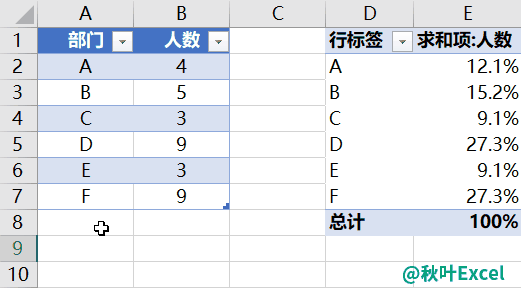 A B C D E
1 部门 人数 行标签 求和项:人数
2 A 4 A 12.1%
3 B 5 B 15.2%
4 C 3 C 9.1%
5 D 9 D 27.3%
6 E 3 E 9.1%
7 F 9 F 27.3%
8 总计 100%
9
10 @秋叶Excel